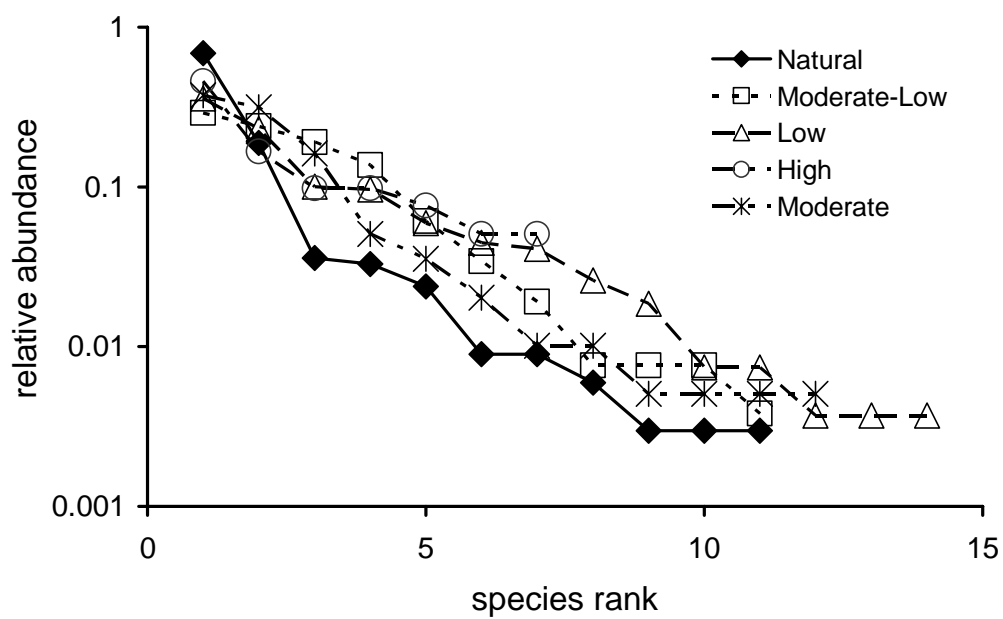 1
0.1
0.01
0.001
relative abundance
0
5
10
15
species rank
Natural
Moderate-Low
Low
High
Moderate